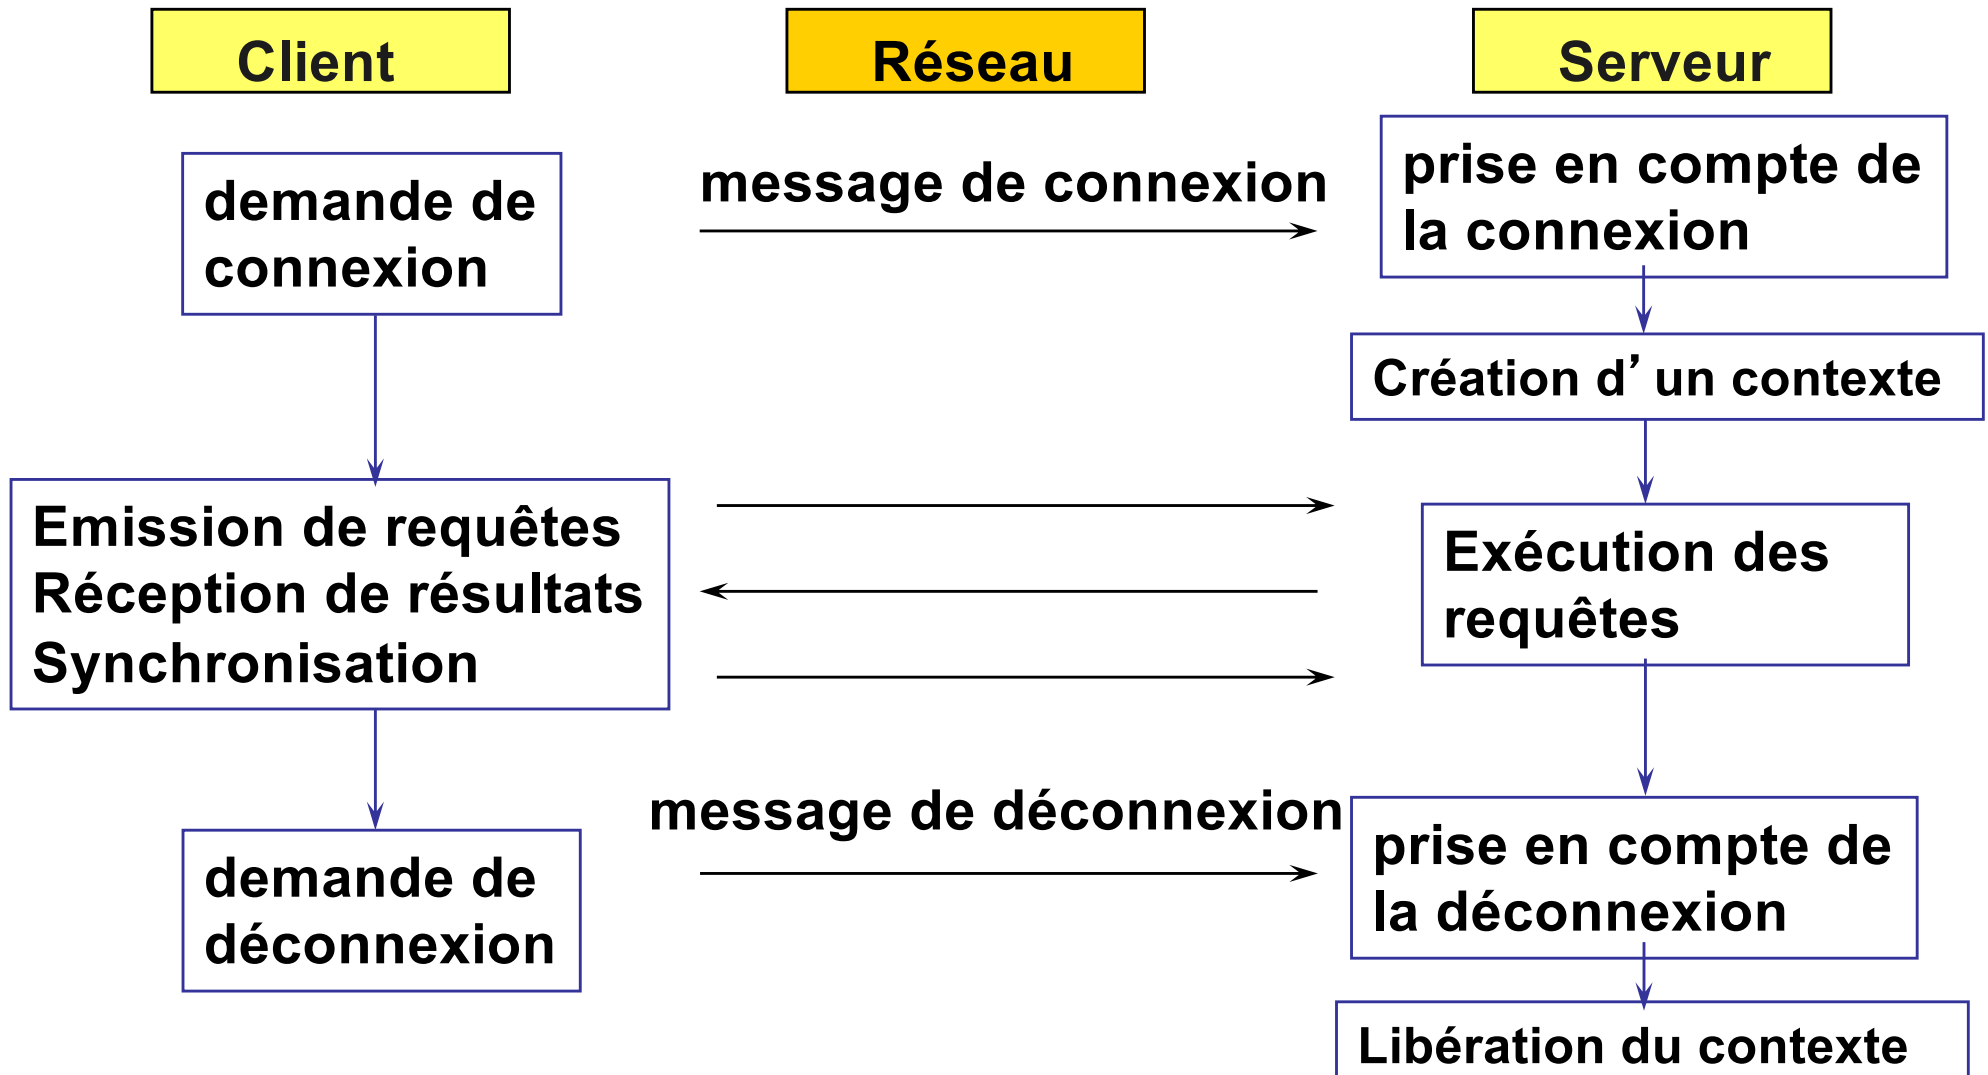 Client
Réseau
Serveur
demande de
connexion
message de connexion
prise en compte de
la connexion
Création d’ un contexte
Emission de requêtes
Réception de résultats
Synchronisation
Exécution des
requêtes
message de déconnexion
demande de
déconnexion
prise en compte de
la déconnexion
Libération du contexte